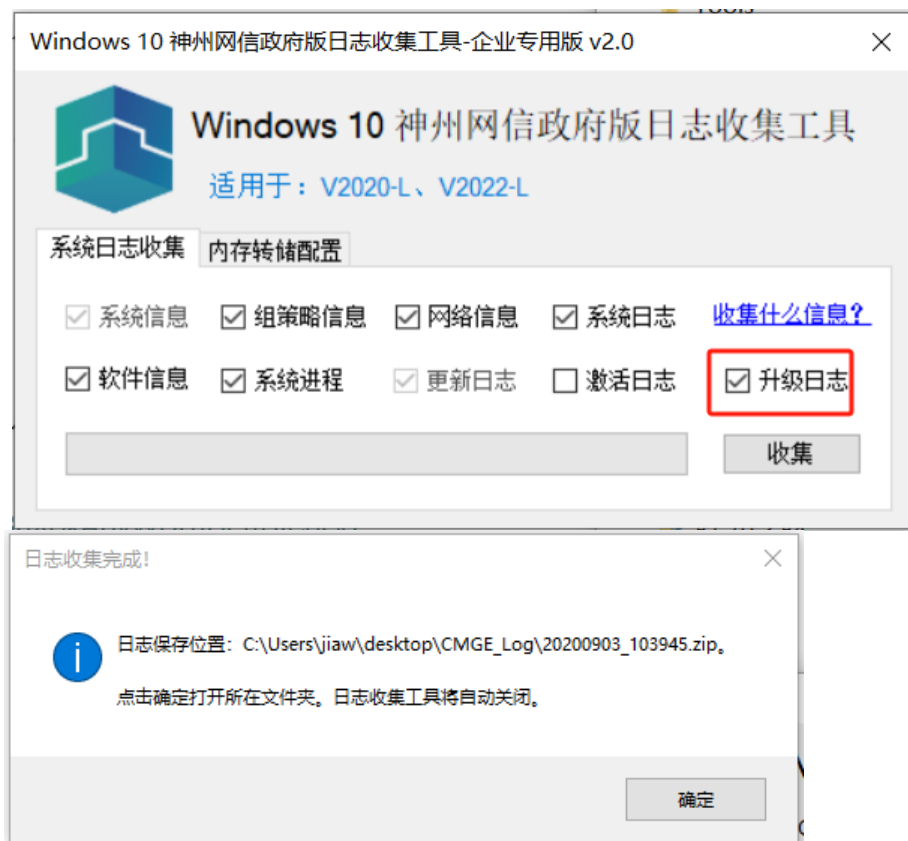 Tools
Windows 10 神州网信政府版日志收集工具-企业专用版 v2.0
Windows 10 神州网信政府版日志收集工具
适用于：V2020-L、V2022-L
系统日志收集 内存转储配置
系统信息 组策略信息 网络信息 系统日志 收集什么信息？
软件信息 系统进程 更新日志 激活日志 升级日志
收集
日志收集完成!
日志保存位置：C:\Users\jiaw\desktop\CMGE_Log\20200903_103945.zip。
点击确定打开所在文件夹。日志收集工具将自动关闭。
确定